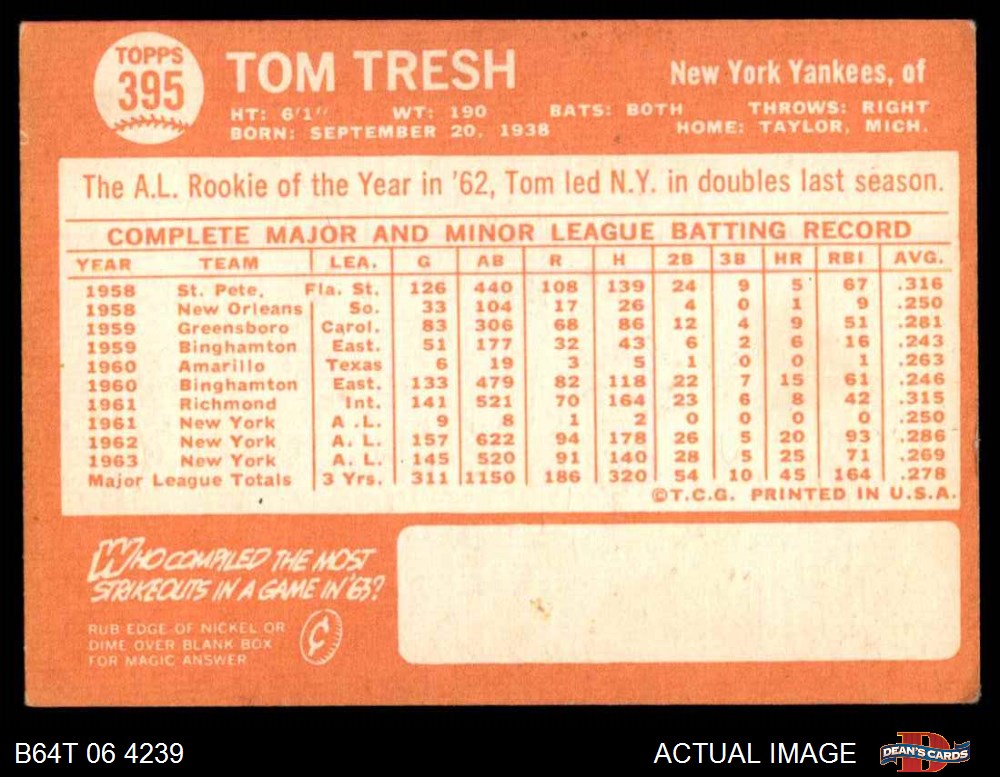 TOPPS
395
TOM TRESH
New York Yankees, of
HT: 6'1" WT: 190 BATS: BOTH THROWS: RIGHT
BORN: SEPTEMBER 20, 1938 HOME: TAYLOR, MICH.
The A.L. Rookie of the Year in '62, Tom led N.Y. in doubles last season.
COMPLETE MAJOR AND MINOR LEAGUE BATTING RECORD
YEAR TEAM LEA. G AB R H 2B 3B HR RBI AVG.
1958 St. Pete. Fla. St. 126 440 108 139 24 9 5 67 .316
1958 New Orleans So. 33 104 17 26 4 0 1 9 .250
1959 Greensboro Carol. 83 306 68 86 12 4 9 51 .281
1959 Binghamton East. 51 177 32 43 6 2 6 16 .243
1960 Amarillo Texas 6 19 3 5 1 0 0 1 .263
1960 Binghamton East. 133 479 82 118 22 7 15 61 .246
1961 Richmond Int. 141 521 70 164 23 6 8 42 .315
1961 New York A .L. 9 8 1 2 0 0 0 0 .250
1962 New York A. L. 157 622 94 178 26 5 20 93 .286
1963 New York A. L. 145 520 91 140 28 5 25 71 .269
Major League Totals 3 Yrs. 311 1150 186 320 54 10 45 164 .278
©T.C.G. PRINTED IN U.S.A.
WHO COMPILED THE MOST
STRIKEOUTS IN A GAME IN '63?
RUB EDGE OF NICKEL OR
DIME OVER BLANK BOX
FOR MAGIC ANSWER
¢
B64T 06 4239
ACTUAL IMAGE
D
DEAN'S CARDS